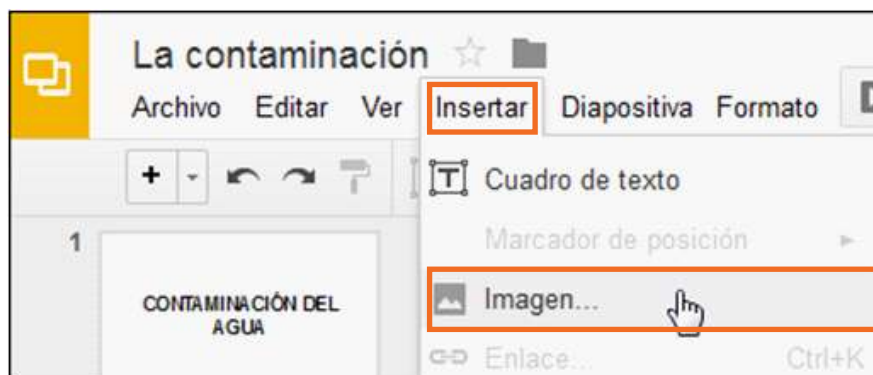 La contaminación
Archivo Editar Ver Insertar Diapositiva Formato
Cuadro de texto
Marcador de posición
1
CONTAMINACIÓN DEL
AGUA
Imagen...
Enlace... Ctrl+K